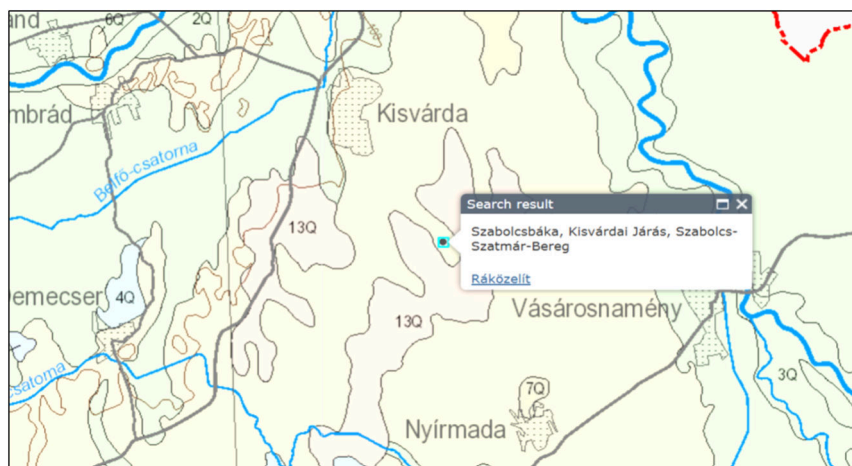 and
6Q
2Q
mbrád
Kisvárda
Belfő-csatorna
13Q
Search result
Szabolcsbáka, Kisvárdai Járás, Szabolcs-
Szatmár-Bereg
Ráközelít
Demecser
4Q
13Q
Vásárosnamény
csatorna
3Q
7Q
Nyírmada